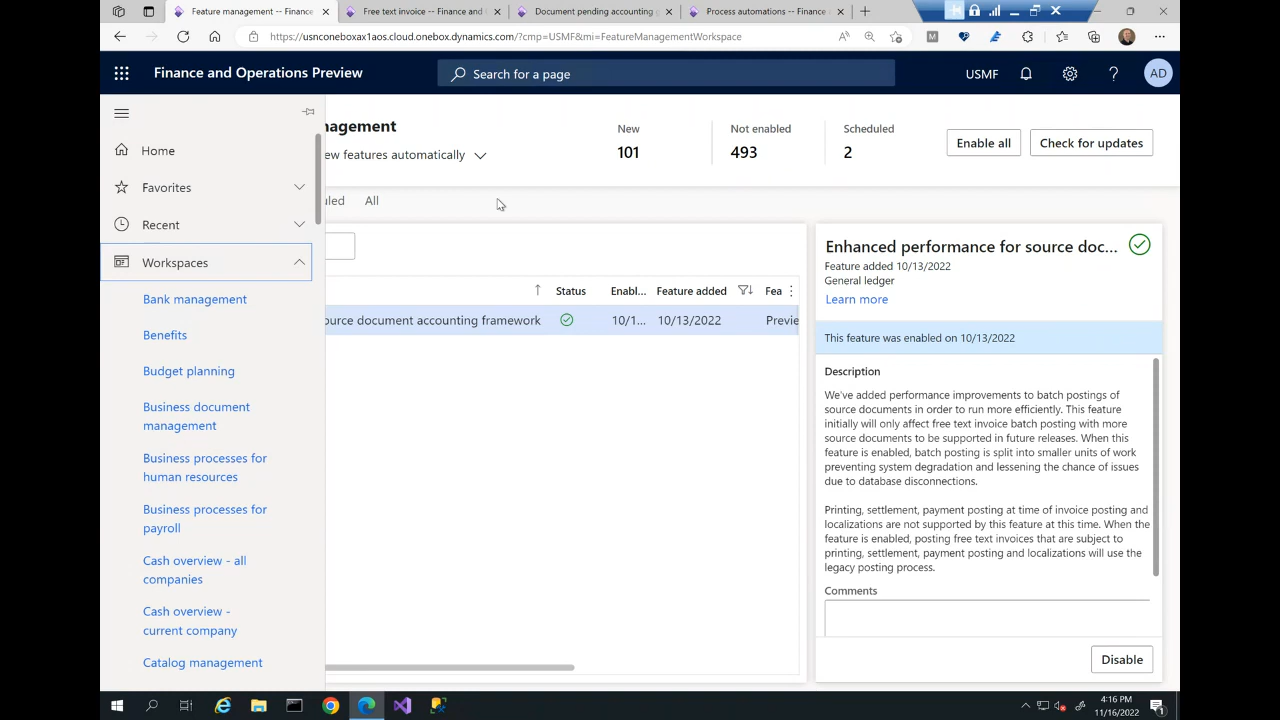 Feature management -- Finance
Free text invoice -- Finance and
Document pending accounting
Process automations -- Finance
https://usnconeboxax1aos.cloud.onebox.dynamics.com/?cmp=USMF&mi=FeatureManagementWorkspace
Finance and Operations Preview
Search for a page
USMF
AD
Home
Favorites
Recent
Workspaces
Bank management
Benefits
Budget planning
Business document
management
Business processes for
human resources
Business processes for
payroll
Cash overview - all
companies
Cash overview -
current company
Catalog management
nagement
ew features automatically
New
101
Not enabled
493
Scheduled
2
Enable all
Check for updates
uled
All
Status
Enabl...
Feature added
Fea
ource document accounting framework
10/1...
10/13/2022
Previe
Enhanced performance for source doc...
Feature added 10/13/2022
General ledger
Learn more
This feature was enabled on 10/13/2022
Description
We've added performance improvements to batch postings of
source documents in order to run more efficiently. This feature
initially will only affect free text invoice batch posting with more
source documents to be supported in future releases. When this
feature is enabled, batch posting is split into smaller units of work
preventing system degradation and lessening the chance of issues
due to database disconnections.
Printing, settlement, payment posting at time of invoice posting and
localizations are not supported by this feature at this time. When the
feature is enabled, posting free text invoices that are subject to
printing, settlement, payment posting and localizations will use the
legacy posting process.
Comments
Disable
4:16 PM
11/16/2022